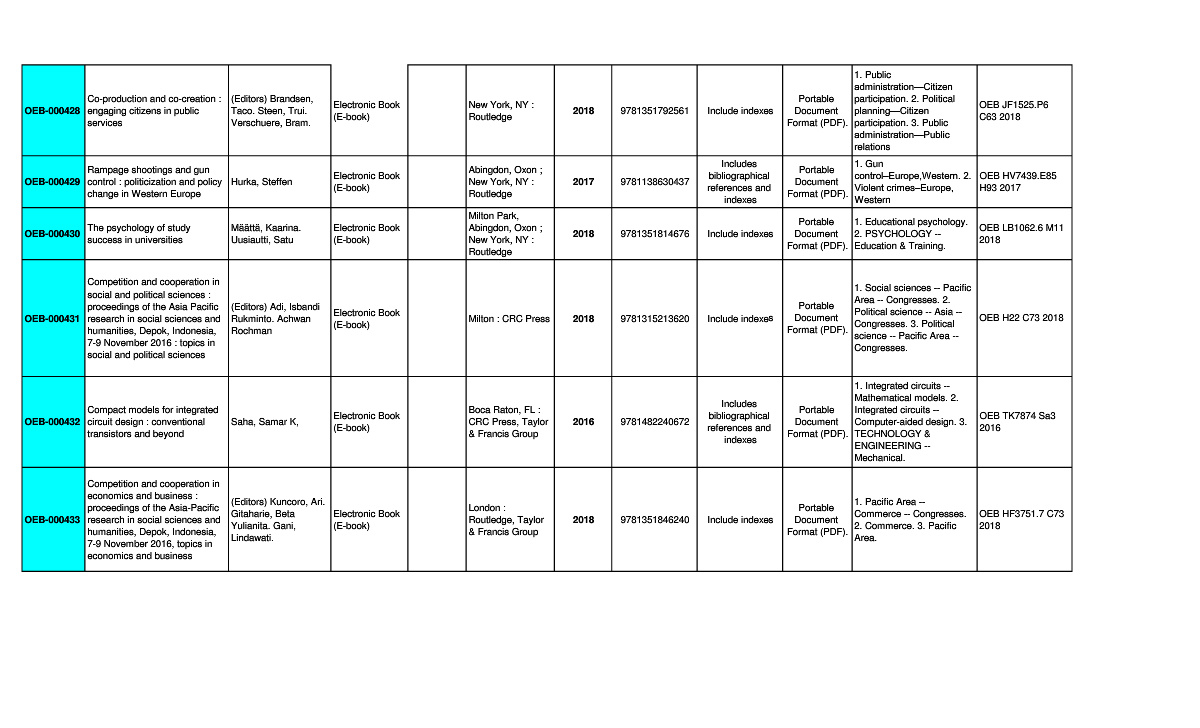 OEB-000428
Co-production and co-creation :
engaging citizens in public
services
(Editors) Brandsen,
Taco. Steen, Trui.
Verschuere, Bram.
Electronic Book
(E-book)
New York, NY :
Routledge
2018
9781351792561
Include indexes
Portable
Document
Format (PDF).
1. Public
administration—Citizen
participation. 2. Political
planning—Citizen
participation. 3. Public
administration—Public
relations
OEB JF1525.P6
C63 2018
OEB-000429
Rampage shootings and gun
control : politicization and policy
change in Western Europe
Hurka, Steffen
Electronic Book
(E-book)
Abingdon, Oxon ;
New York, NY :
Routledge
2017
9781138630437
Includes
bibliographical
references and
indexes
Portable
Document
Format (PDF).
1. Gun
control–Europe,Western. 2.
Violent crimes–Europe,
Western
OEB HV7439.E85
H93 2017
OEB-000430
The psychology of study
success in universities
Määttä, Kaarina.
Uusiautti, Satu
Electronic Book
(E-book)
Milton Park,
Abingdon, Oxon ;
New York, NY :
Routledge
2018
9781351814676
Include indexes
Portable
Document
Format (PDF).
1. Educational psychology.
2. PSYCHOLOGY --
Education & Training.
OEB LB1062.6 M11
2018
OEB-000431
Competition and cooperation in
social and political sciences :
proceedings of the Asia Pacific
research in social sciences and
humanities, Depok, Indonesia,
7-9 November 2016 : topics in
social and political sciences
(Editors) Adi, Isbandi
Rukminto. Achwan
Rochman
Electronic Book
(E-book)
Milton : CRC Press
2018
9781315213620
Include indexes
Portable
Document
Format (PDF).
1. Social sciences -- Pacific
Area -- Congresses. 2.
Political science -- Asia --
Congresses. 3. Political
science -- Pacific Area --
Congresses.
OEB H22 C73 2018
OEB-000432
Compact models for integrated
circuit design : conventional
transistors and beyond
Saha, Samar K,
Electronic Book
(E-book)
Boca Raton, FL :
CRC Press, Taylor
& Francis Group
2016
9781482240672
Includes
bibliographical
references and
indexes
Portable
Document
Format (PDF).
1. Integrated circuits --
Mathematical models. 2.
Integrated circuits --
Computer-aided design. 3.
TECHNOLOGY &
ENGINEERING --
Mechanical.
OEB TK7874 Sa3
2016
OEB-000433
Competition and cooperation in
economics and business :
proceedings of the Asia-Pacific
research in social sciences and
humanities, Depok, Indonesia,
7-9 November 2016, topics in
economics and business
(Editors) Kuncoro, Ari.
Gitaharie, Beta
Yulianita. Gani,
Lindawati.
Electronic Book
(E-book)
London :
Routledge, Taylor
& Francis Group
2018
9781351846240
Include indexes
Portable
Document
Format (PDF).
1. Pacific Area --
Commerce -- Congresses.
2. Commerce. 3. Pacific
Area.
OEB HF3751.7 C73
2018